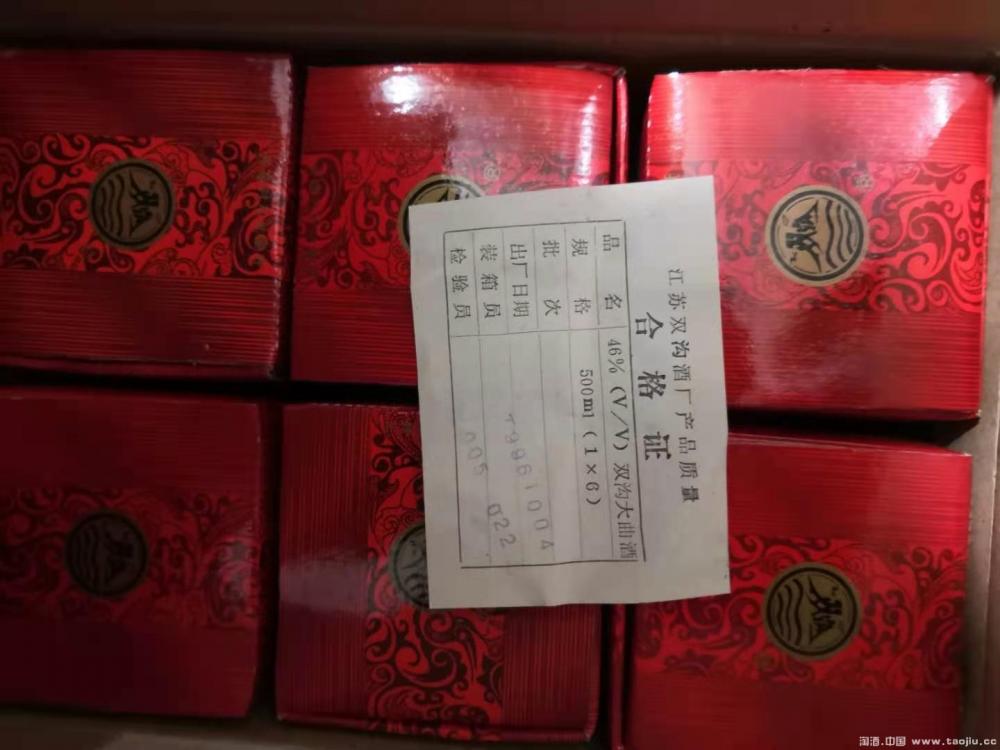 江苏双沟酒厂产品质量
合格证
品名 46%(V/V)双沟大曲酒
规格 500ml(1×6)
批次
出厂日期 19961004
装箱员 022
检验员 005
淘酒.中国 www.taojiu.cc